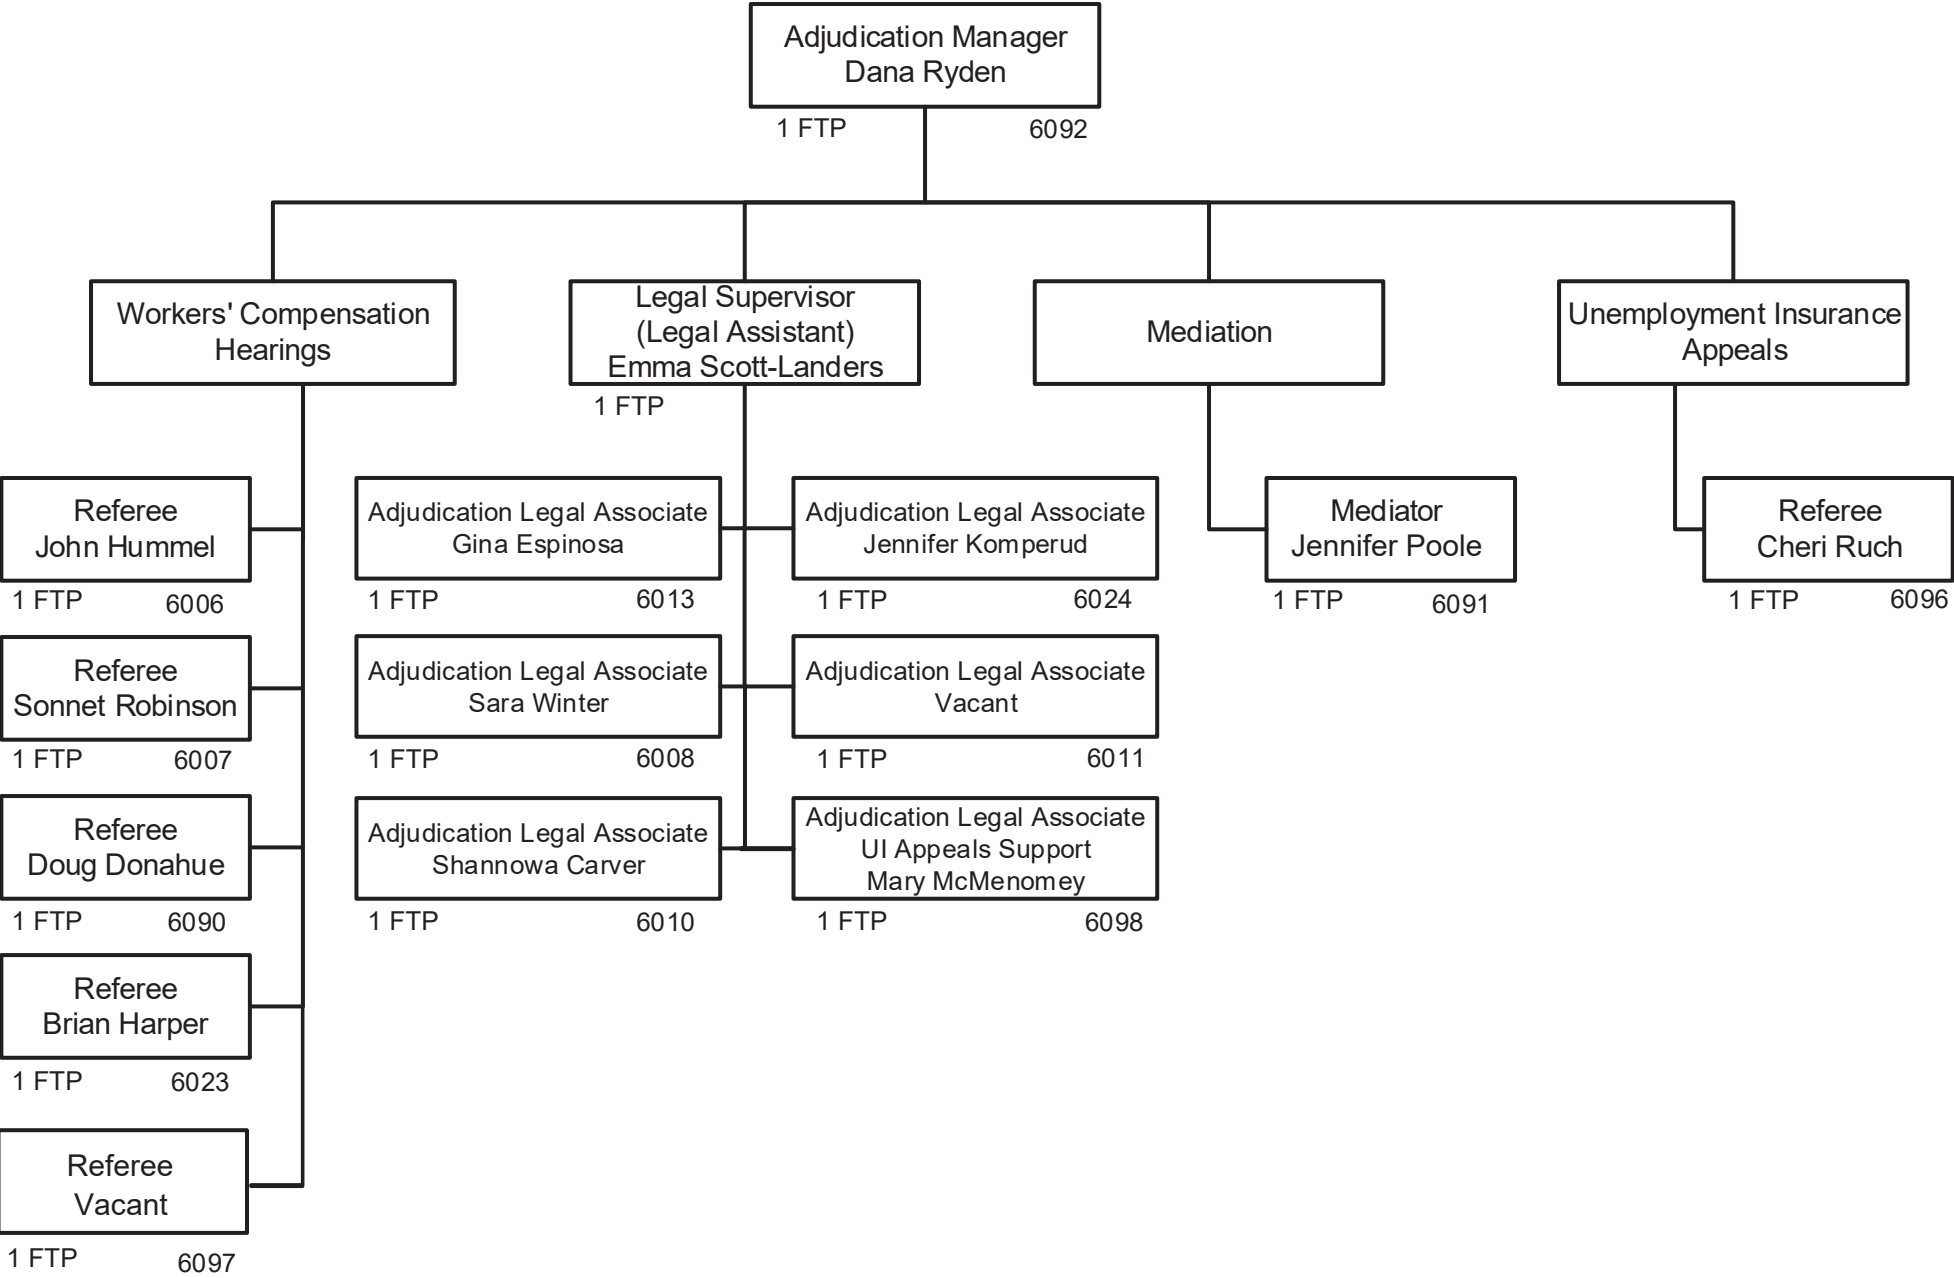 Adjudication Manager
Dana Ryden
1 FTP 6092
Workers' Compensation
Hearings
Legal Supervisor
(Legal Assistant)
Emma Scott-Landers
1 FTP
Mediation
Unemployment Insurance
Appeals
Referee
John Hummel
1 FTP 6006
Referee
Sonnet Robinson
1 FTP 6007
Referee
Doug Donahue
1 FTP 6090
Referee
Brian Harper
1 FTP 6023
Referee
Vacant
1 FTP 6097
Adjudication Legal Associate
Gina Espinosa
1 FTP 6013
Adjudication Legal Associate
Sara Winter
1 FTP 6008
Adjudication Legal Associate
Shannowa Carver
1 FTP 6010
Adjudication Legal Associate
Jennifer Komperud
1 FTP 6024
Adjudication Legal Associate
Vacant
1 FTP 6011
Adjudication Legal Associate
UI Appeals Support
Mary McMenomey
1 FTP 6098
Mediator
Jennifer Poole
1 FTP 6091
Referee
Cheri Ruch
1 FTP 6096